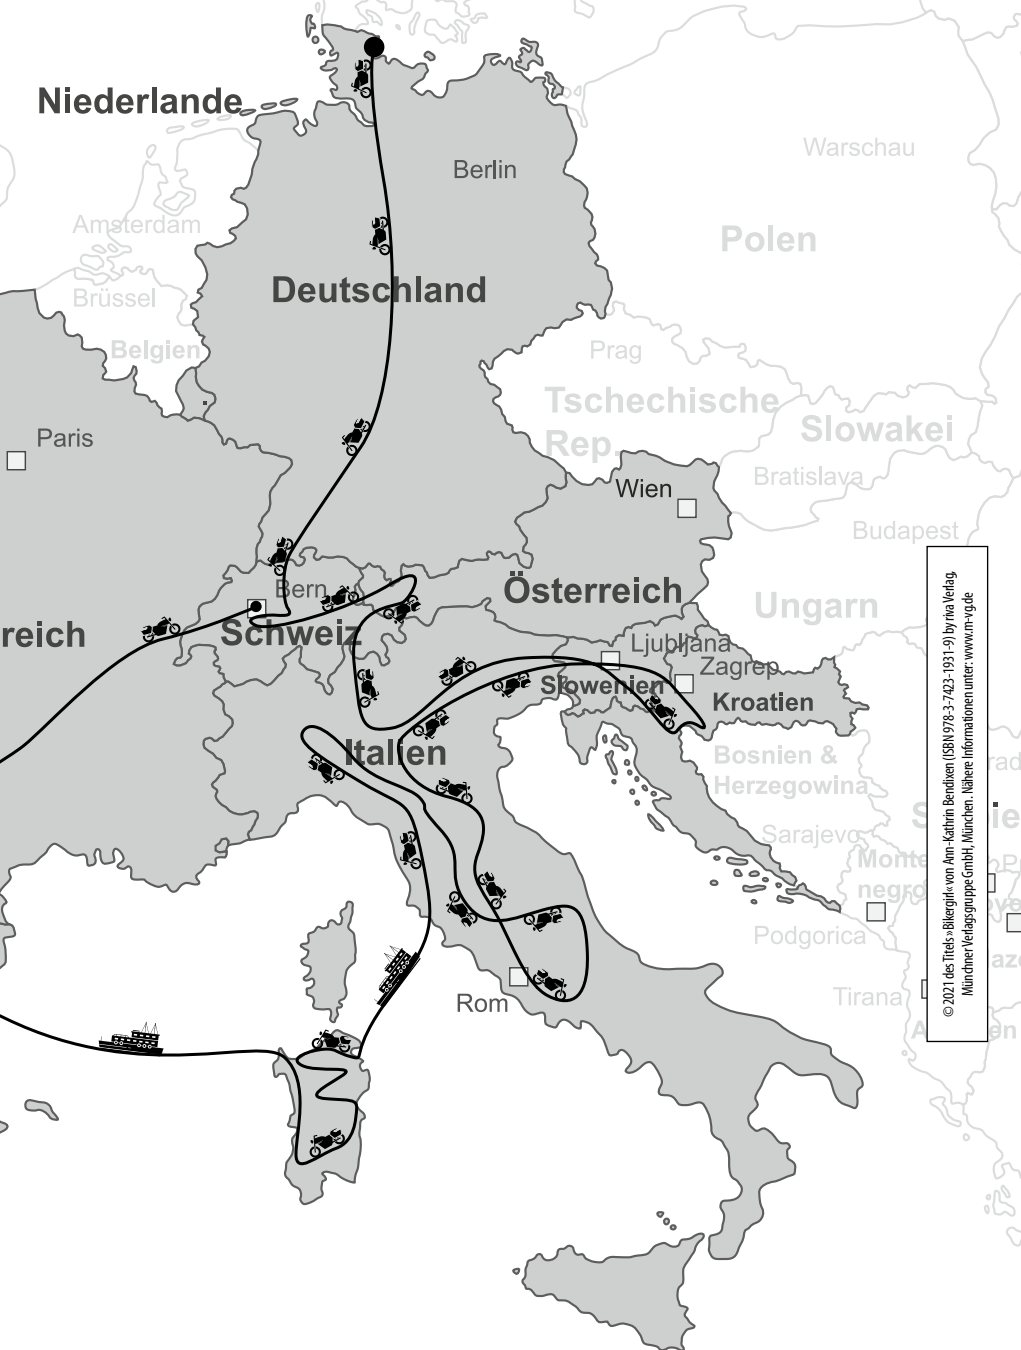 Niederlande
Berlin
Warschau
Amsterdam
Polen
Deutschland
Brüssel
Belgien
Prag
Tschechische
Rep.
Slowakei
Paris
Bratislava
Wien
Budapest
Bern
Österreich
Ungarn
reich
Schweiz
Ljubljana
Zagrep
Slowenien
Kroatien
Italien
Bosnien &
Herzegowina
rad
Sarajevo
Monte
negro
Podgorica
Rom
Tirana
© 2021 des Titels »Bikergirl« von Ann-Kathrin Bendixen (ISBN 978-3-7423-1931-9) by riva Verlag,
Münchner Verlagsgruppe GmbH, München. Nähere Informationen unter: www.m-vg.de